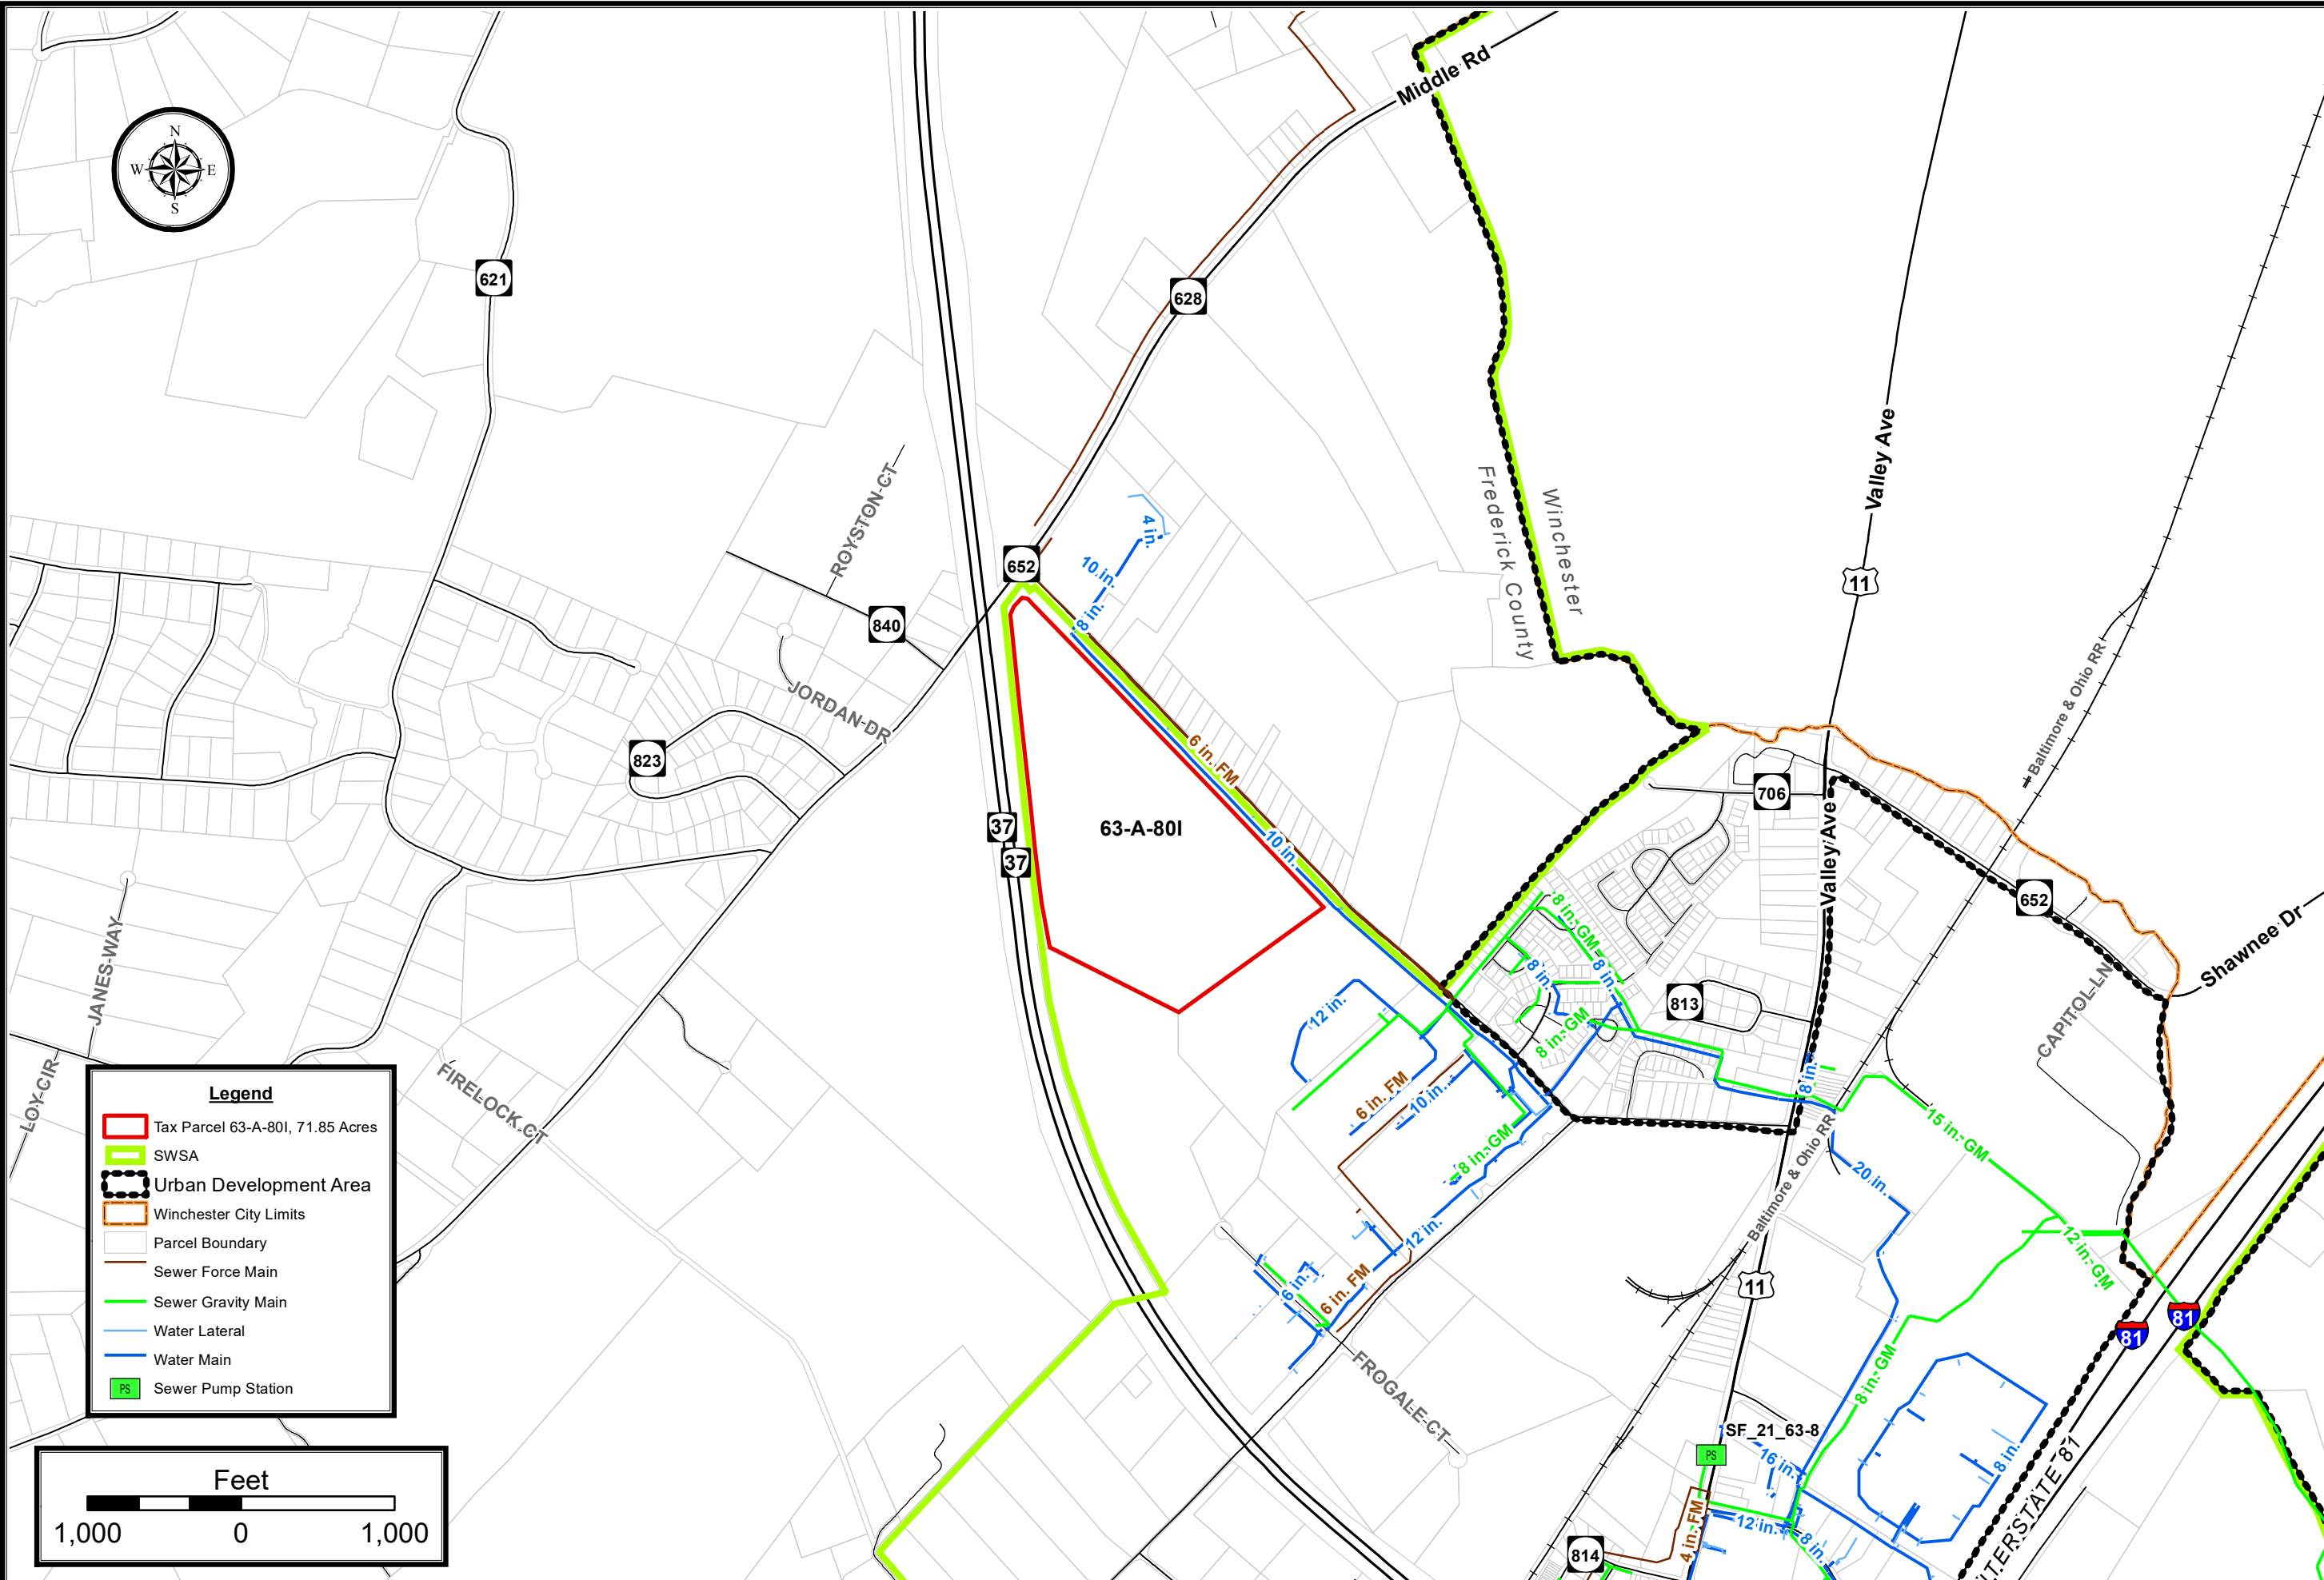 Middle Rd
N
W
E
S
621
628
Valley Ave
ROYSTON CT
4 in.
10 in.
8 in.
652
Frederick County
Winchester
11
840
JORDAN DR
Baltimore & Ohio RR
823
6 in. FM
37
37
63-A-80I
10 in.
706
Valley Ave
652
Shawnee Dr
JANES WAY
8 in. GM
8 in.
8 in.
813
12 in.
8 in. GM
CAPITOL LN
LOY CIR
FIRELOCK CT
6 in. FM
10 in.
8 in.
15 in. GM
8 in. GM
20 in.
Baltimore & Ohio RR
12 in.
12 in. GM
6 in.
6 in. FM
11
81
81
FROGALE CT
8 in. GM
SF_21_63-8
PS
16 in.
8 in.
INTERSTATE 81
4 in. FM
12 in.
8 in.
814
Legend
Tax Parcel 63-A-80I, 71.85 Acres
SWSA
Urban Development Area
Winchester City Limits
Parcel Boundary
Sewer Force Main
Sewer Gravity Main
Water Lateral
Water Main
PS
Sewer Pump Station
Feet
1,000
0
1,000